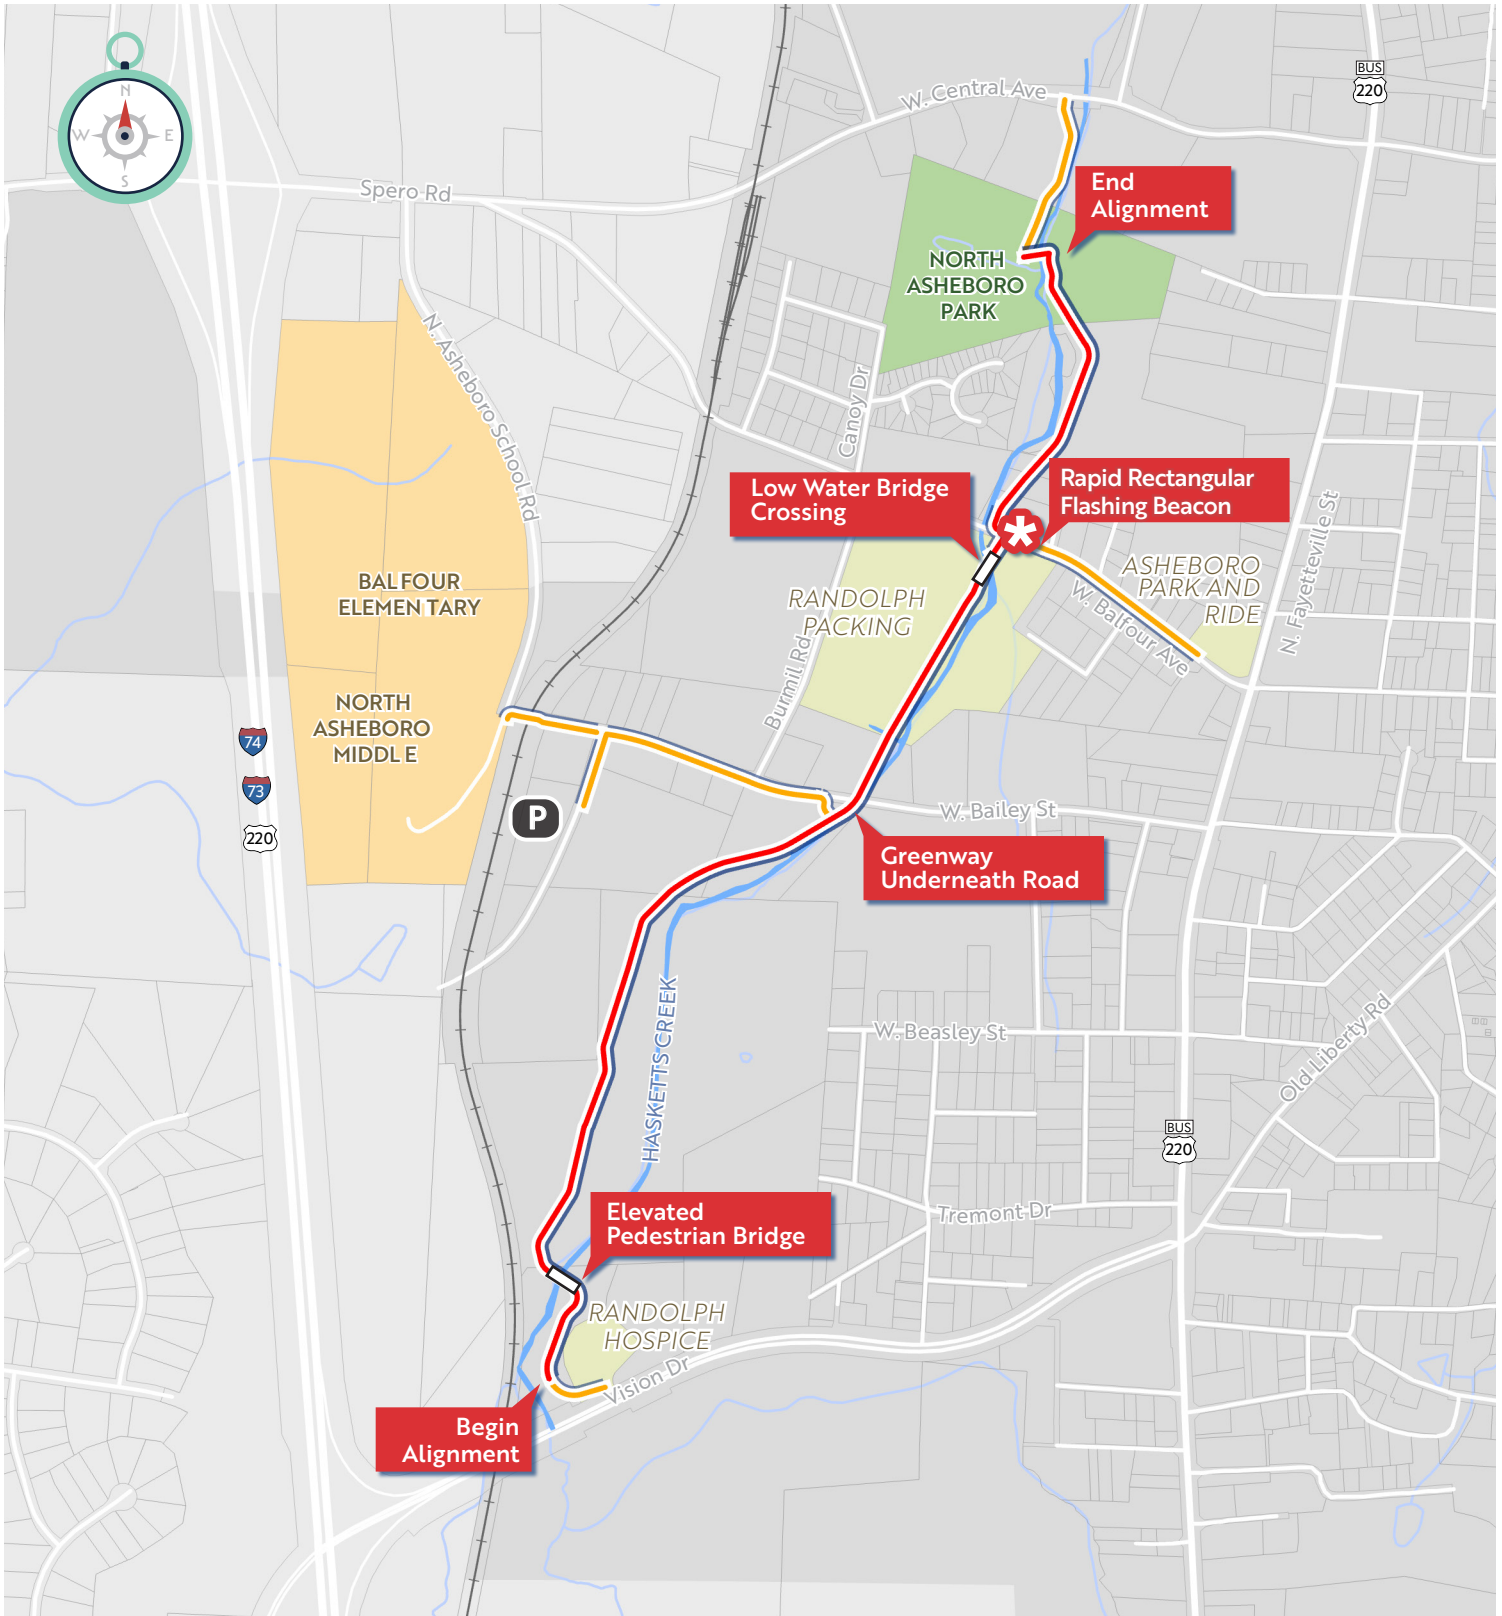 BUS
220
W. Central Ave
N
W
E
S
Spero Rd
End
Alignment
NORTH
ASHEBORO
PARK
N. Asheboro School Rd
Canoy Dr
Low Water Bridge
Crossing
Rapid Rectangular
Flashing Beacon
*
N. Fayetteville St
ASHEBORO
PARK AND
RIDE
BALFOUR
ELEMEN TARY
RANDOLPH
PACKING
W. Balfour Ave
Burmil Rd
NORTH
ASHEBORO
MIDDL E
74
73
220
P
W. Bailey St
Greenway
Underneath Road
HASKETTS CREEK
W. Beasley St
Old Liberty Rd
BUS
220
Elevated
Pedestrian Bridge
Tremont Dr
RANDOLPH
HOSPICE
Vision Dr
Begin
Alignment